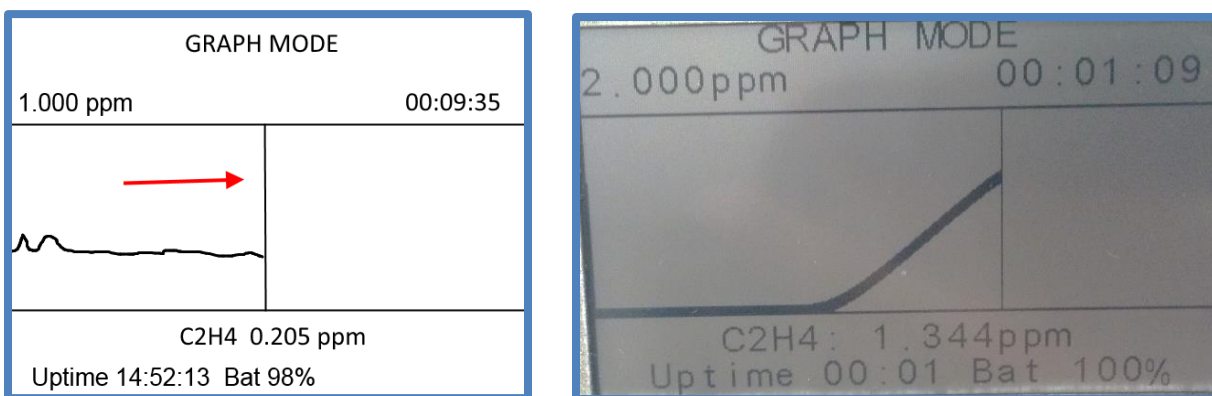 GRAPH MODE
1.000 ppm 00:09:35
C2H4 0.205 ppm
Uptime 14:52:13 Bat 98%
GRAPH MODE
2.000ppm 00:01:09
C2H4: 1.344ppm
Uptime 00:01 Bat 100%